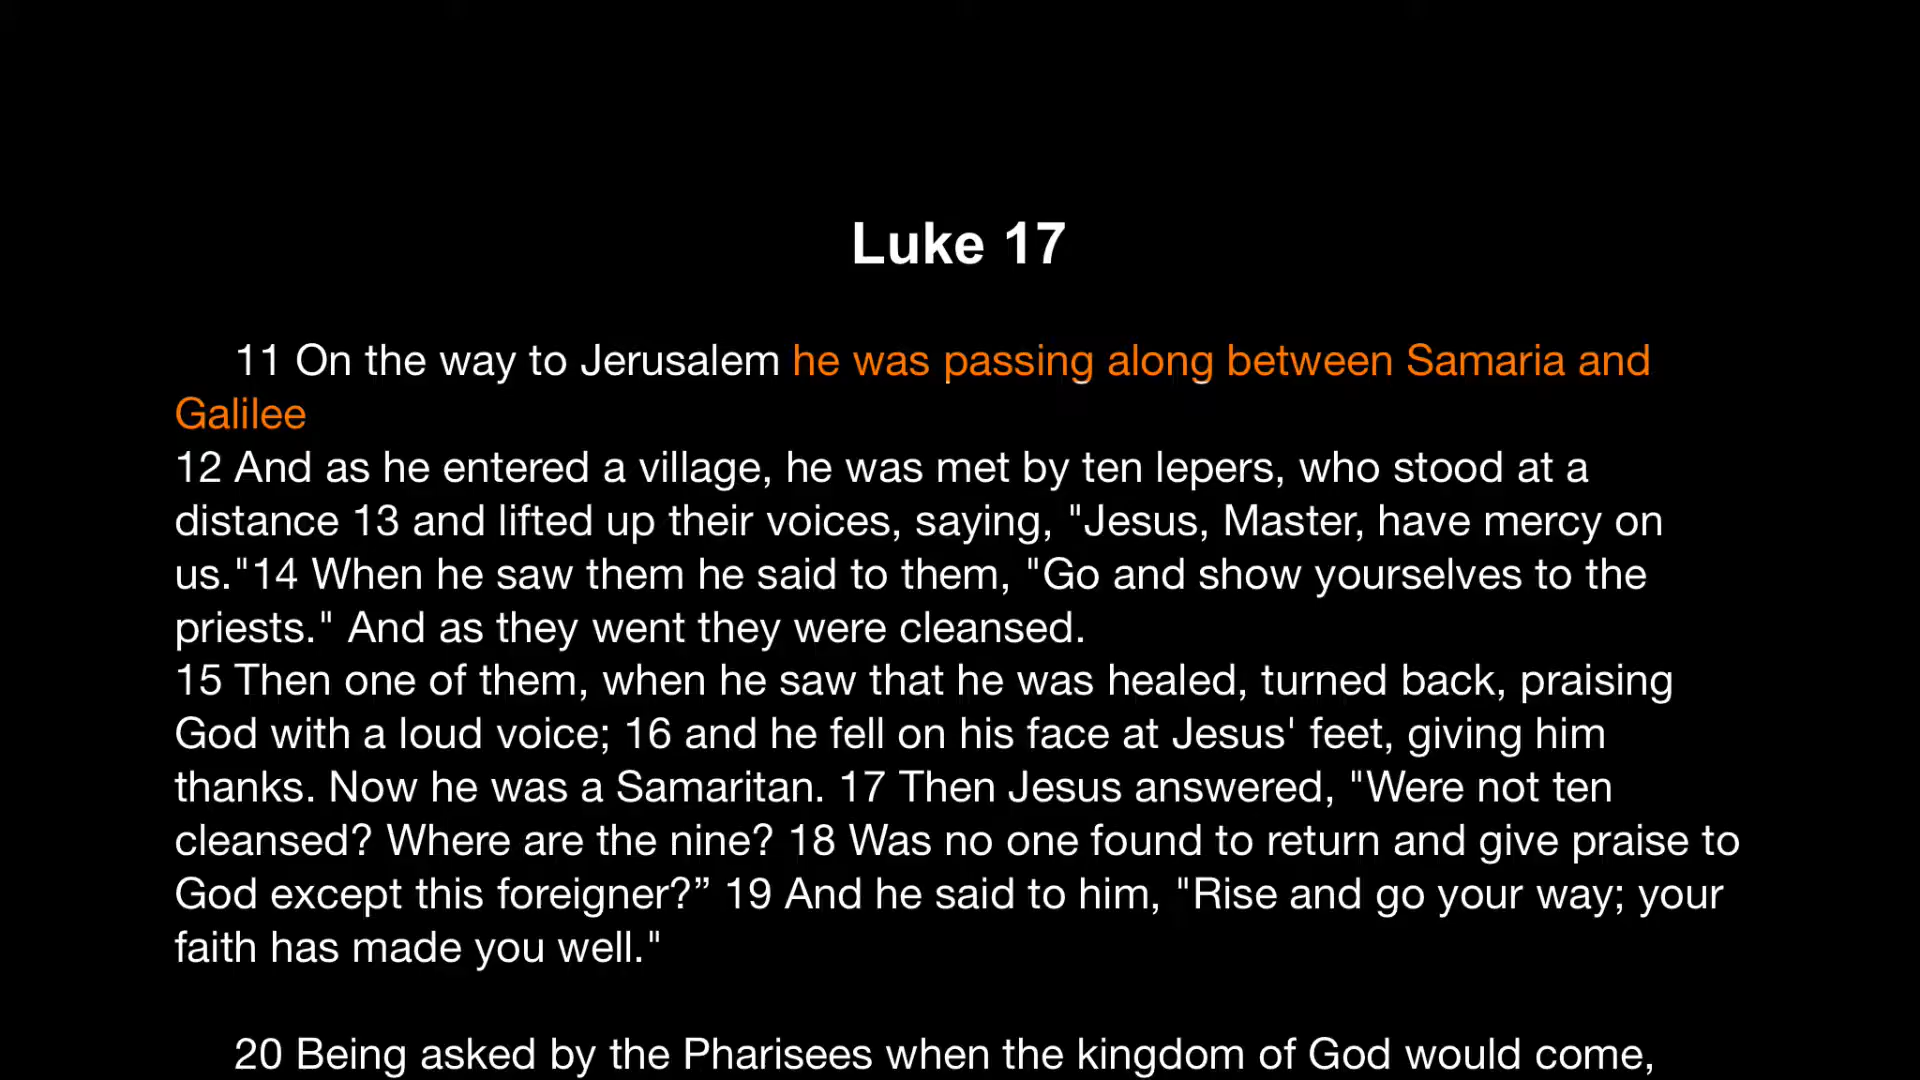 Luke 17
11 On the way to Jerusalem he was passing along between Samaria and
Galilee
12 And as he entered a village, he was met by ten lepers, who stood at a
distance 13 and lifted up their voices, saying, "Jesus, Master, have mercy on
us."14 When he saw them he said to them, "Go and show yourselves to the
priests." And as they went they were cleansed.
15 Then one of them, when he saw that he was healed, turned back, praising
God with a loud voice; 16 and he fell on his face at Jesus' feet, giving him
thanks. Now he was a Samaritan. 17 Then Jesus answered, "Were not ten
cleansed? Where are the nine? 18 Was no one found to return and give praise to
God except this foreigner?” 19 And he said to him, "Rise and go your way; your
faith has made you well."
20 Being asked by the Pharisees when the kingdom of God would come,